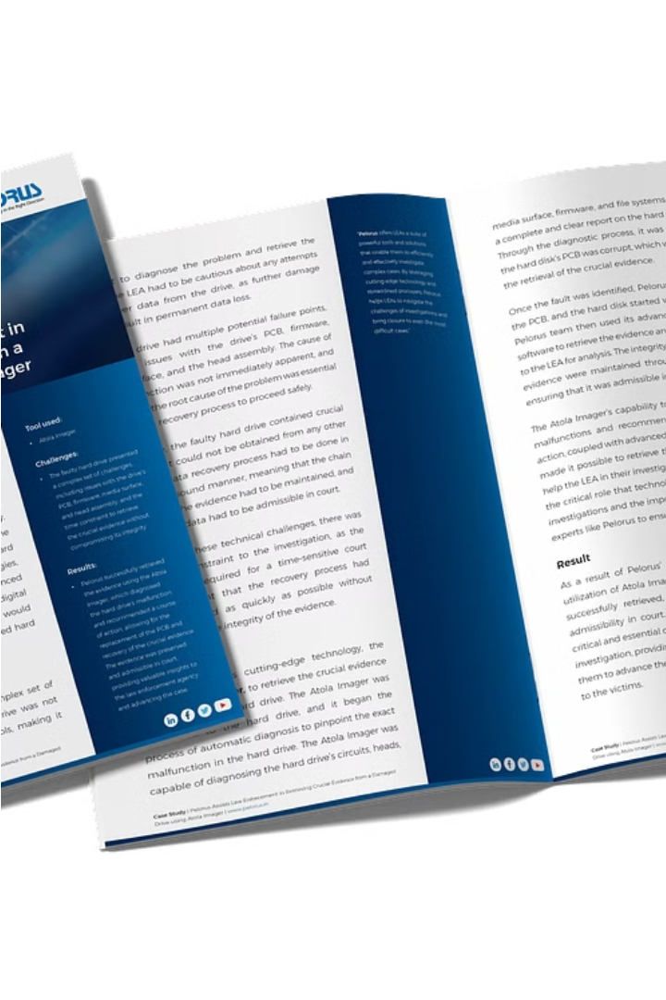 ORUS
in the Right Direction
t in
n a
ager
Tool used:
• Atola Imager
Challenges:
• The faulty hard drive presented
a complex set of challenges,
including issues with the drive's
PCB, firmware, media surface,
and head assembly, and the
time constraint to retrieve
the crucial evidence without
compromising its integrity.
Results:
• Pelorus successfully retrieved
the evidence using the Atola
Imager, which diagnosed
the hard drive's malfunction
and recommended a course
of action, allowing for the
replacement of the PCB and
recovery of the crucial evidence.
The evidence was preserved
and admissible in court,
providing valuable insights to
the law enforcement agency
and advancing the case.
would
ed hard
mplex set of
rive was not
ols, making it
vidence from a Damaged
to diagnose the problem and retrieve the
LEA had to be cautious about any attempts
data from the drive, as further damage
ult in permanent data loss.
drive had multiple potential failure points,
issues with the drive's PCB, firmware,
face, and the head assembly. The cause of
ction was not immediately apparent, and
the root cause of the problem was essential
recovery process to proceed safely.
the faulty hard drive contained crucial
could not be obtained from any other
ata recovery process had to be done in
ound manner, meaning that the chain
e evidence had to be maintained, and
data had to be admissible in court.
hese technical challenges, there was
nstraint to the investigation, as the
equired for a time-sensitive court
nt that the recovery process had
d as quickly as possible without
integrity of the evidence.
s cutting-edge technology, the
r, to retrieve the crucial evidence
rd drive. The Atola Imager was
to the hard drive, and it began the
process of automatic diagnosis to pinpoint the exact
malfunction in the hard drive. The Atola Imager was
capable of diagnosing the hard drive's circuits, heads,
Case Study | Pelorus Assists Law Enforcement in Retrieving Crucial Evidence from a Damaged
Drive using Atola Imager | www.pelorus.in
"Pelorus offers LEAs a suite of
powerful tools and solutions
that enable them to efficiently
and effectively investigate
complex cases. By leveraging
cutting-edge technology and
streamlined processes, Pelorus
helps LEAs to navigate the
challenges of investigations and
bring closure to even the most
difficult cases."
media surface, firmware, and file systems
a complete and clear report on the hard
Through the diagnostic process, it was
the hard disk's PCB was corrupt, which w
the retrieval of the crucial evidence.
Once the fault was identified, Peloru
the PCB, and the hard disk started w
Pelorus team then used its advanc
software to retrieve the evidence an
to the LEA for analysis. The integrity
evidence were maintained throu
ensuring that it was admissible in
The Atola Imager's capability to
malfunctions and recommen
action, coupled with advanced
made it possible to retrieve th
help the LEA in their investig
the critical role that techno
investigations and the impo
experts like Pelorus to ensu
Result
As a result of Pelorus'
utilization of Atola Imag
successfully retrieved,
admissibility in court.
critical and essential c
investigation, providi
them to advance the
to the victims.
Case Study | Pelorus Assists Law
Drive using Atola Imager | www